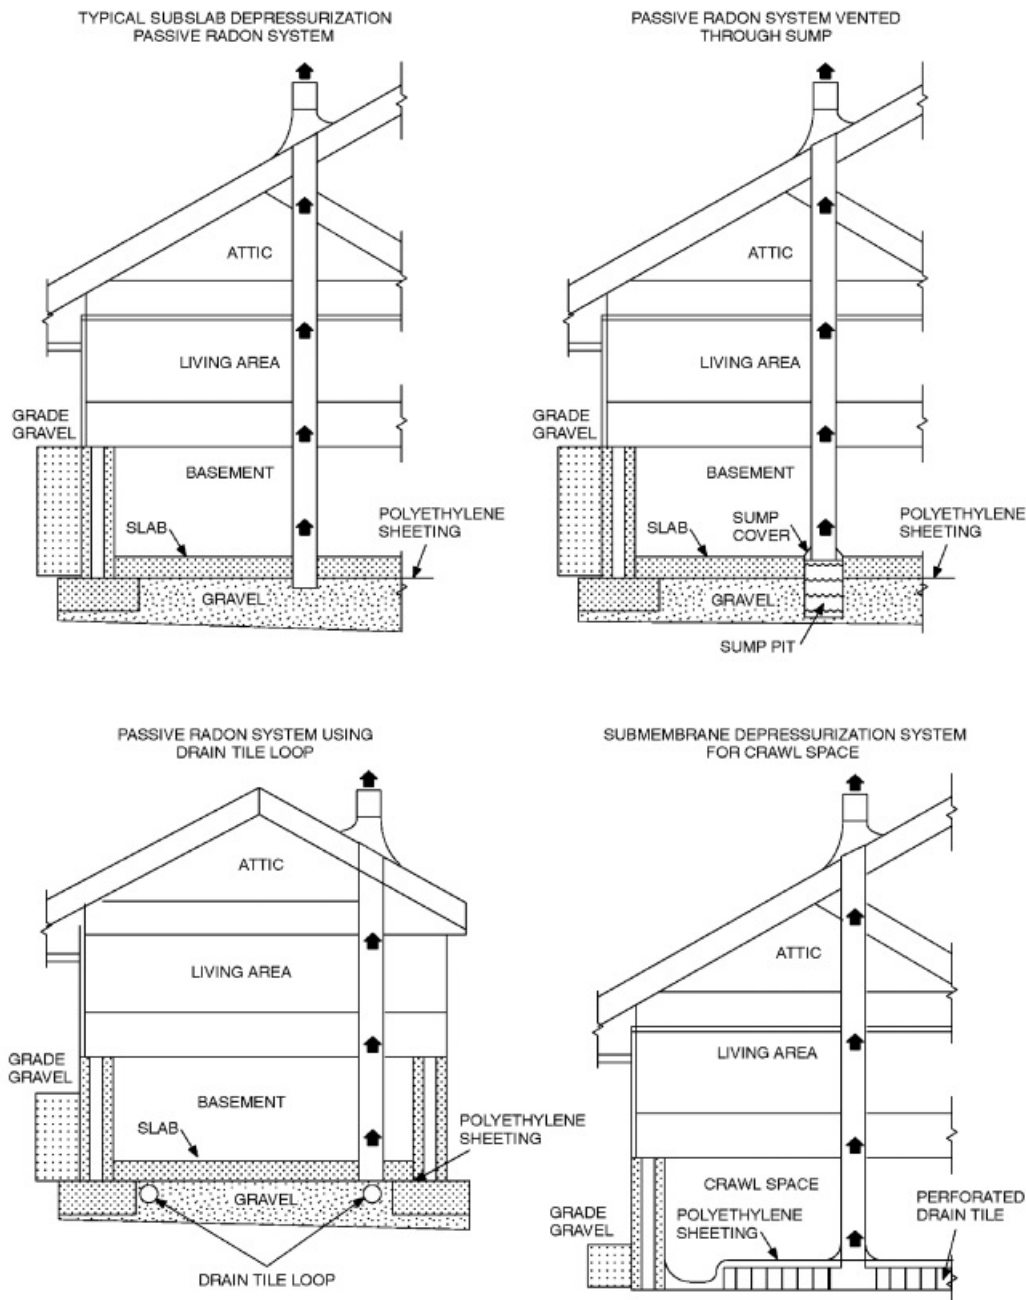 TYPICAL SUBSLAB DEPRESSURIZATION
PASSIVE RADON SYSTEM
ATTIC
LIVING AREA
GRADE
GRAVEL
BASEMENT
SLAB
POLYETHYLENE
SHEETING
GRAVEL
PASSIVE RADON SYSTEM VENTED
THROUGH SUMP
ATTIC
LIVING AREA
GRADE
GRAVEL
BASEMENT
SLAB
SUMP
COVER
POLYETHYLENE
SHEETING
GRAVEL
SUMP PIT
PASSIVE RADON SYSTEM USING
DRAIN TILE LOOP
ATTIC
LIVING AREA
GRADE
GRAVEL
BASEMENT
SLAB
POLYETHYLENE
SHEETING
GRAVEL
DRAIN TILE LOOP
SUBMEMBRANE DEPRESSURIZATION SYSTEM
FOR CRAWL SPACE
ATTIC
LIVING AREA
CRAWL SPACE
GRADE
GRAVEL
POLYETHYLENE
SHEETING
PERFORATED
DRAIN TILE